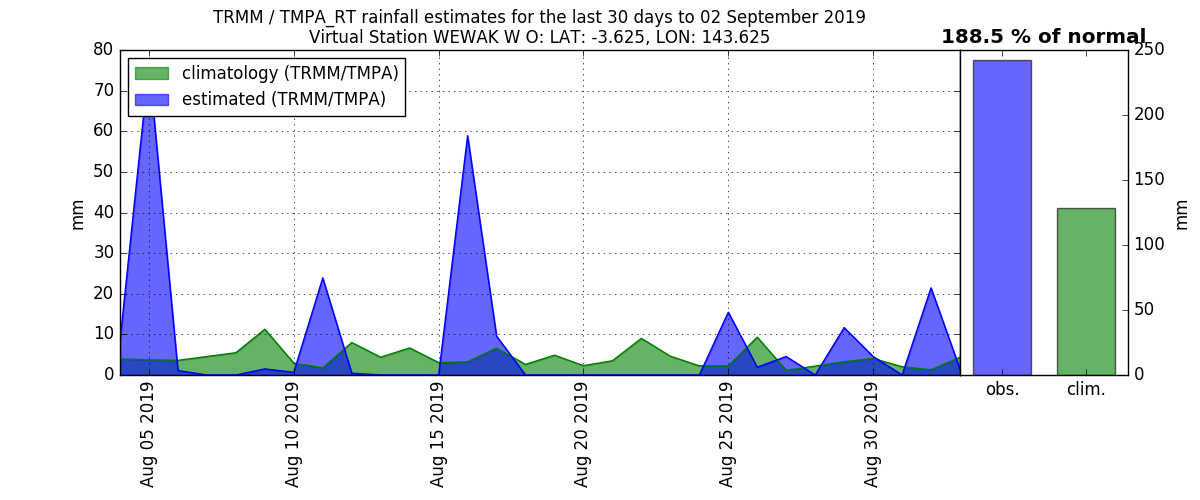 TRMM / TMPA_RT rainfall estimates for the last 30 days to 02 September 2019
Virtual Station WEWAK W O: LAT: -3.625, LON: 143.625
188.5 % of normal
climatology (TRMM/TMPA)
estimated (TRMM/TMPA)
80
70
60
50
40
30
20
10
0
mm
Aug 05 2019
Aug 10 2019
Aug 15 2019
Aug 20 2019
Aug 25 2019
Aug 30 2019
obs.
clim.
250
200
150
100
50
0
mm